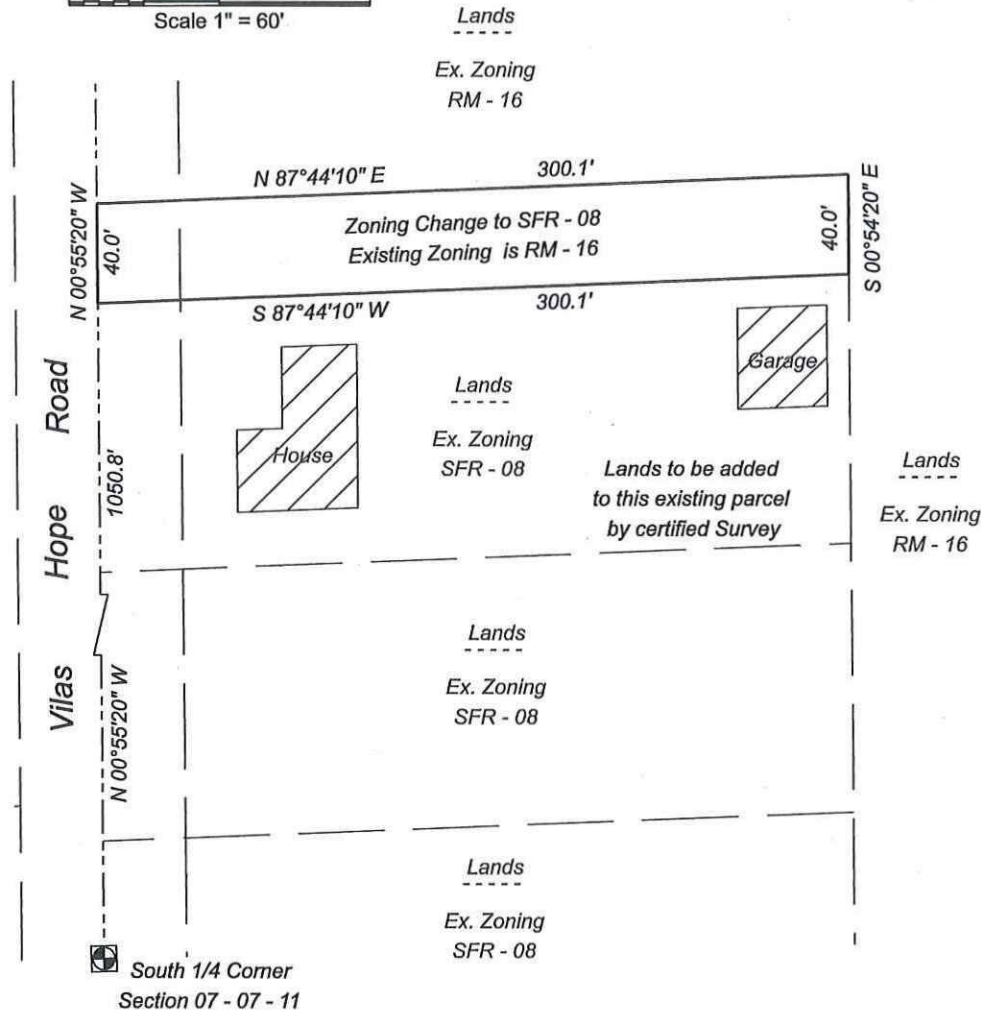 Scale 1" = 60'
Lands
Ex. Zoning
RM - 16
N 87°44'10" E
300.1'
N 00°55'20" W
40.0'
Zoning Change to SFR - 08
Existing Zoning is RM - 16
40.0'
S 00°54'20" E
S 87°44'10" W
300.1'
Vilas Hope Road
1050.8'
N 00°55'20" W
House
Lands
Ex. Zoning
SFR - 08
Garage
Lands to be added
to this existing parcel
by certified Survey
Lands
Ex. Zoning
RM - 16
Lands
Ex. Zoning
SFR - 08
Lands
Ex. Zoning
SFR - 08
South 1/4 Corner
Section 07 - 07 - 11